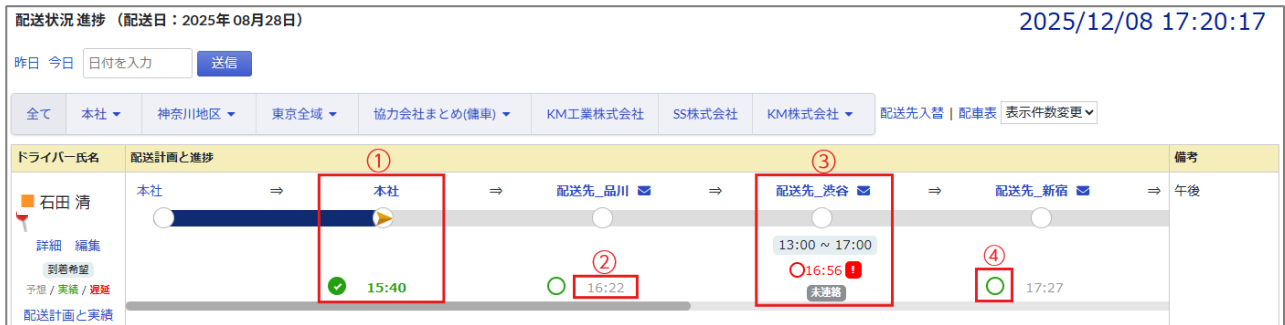 配送状況 進捗 （配送日：2025年 08月28日）
2025/12/08 17:20:17
昨日 今日 日付を入力 送信
全て 本社 神奈川地区 東京全域 協力会社まとめ(傭車) KM工業株式会社 SS株式会社 KM株式会社 配送先入替 | 配車表 表示件数変更
ドライバー氏名 配送計画と進捗 備考
① ③
石田 清 本社 ⇒ 本社 ⇒ 配送先_品川 ⇒ 配送先_渋谷 ⇒ 配送先_新宿 ⇒ 午後
詳細 編集
13:00 ~ 17:00
② ④
到着希望
16:56 !
予想 / 実績 / 遅延
15:40 16:22 未連絡 17:27
配送計画と実績